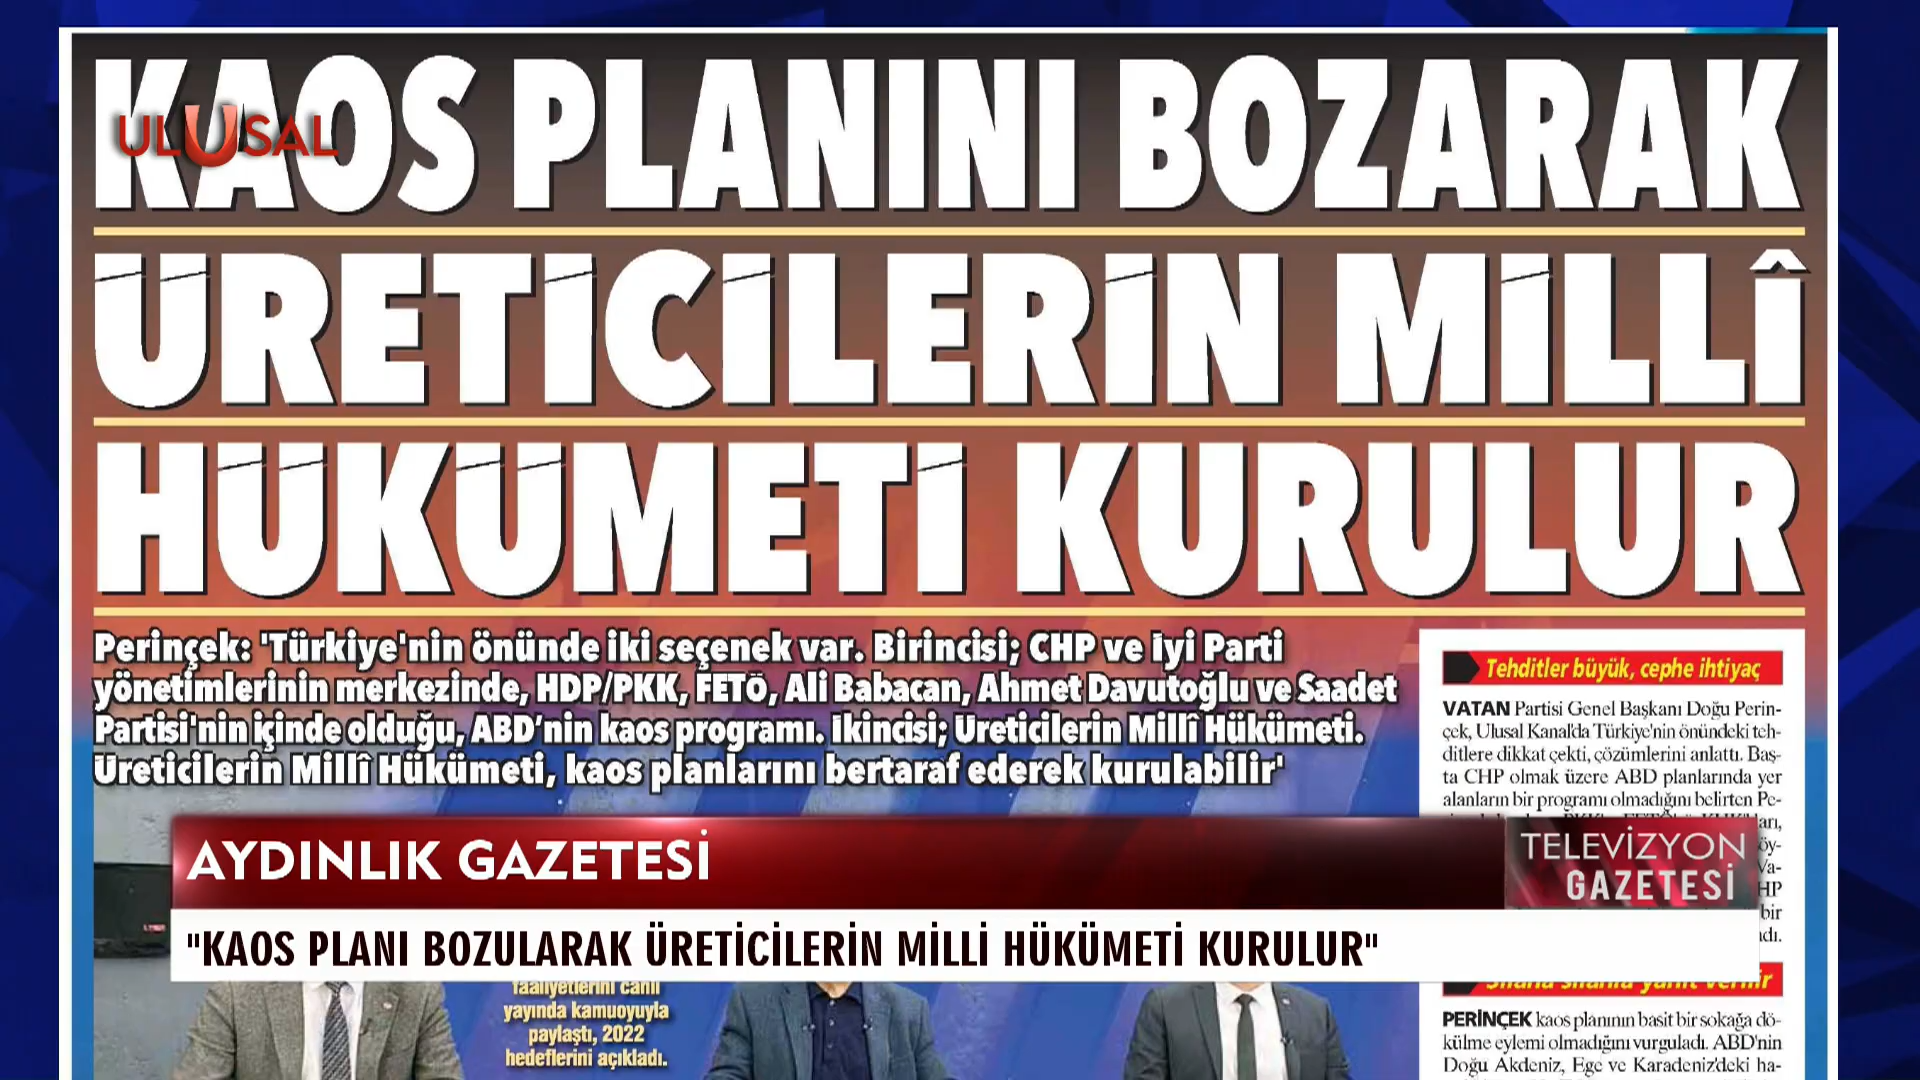 KAOS PLANINI BOZARAK
ULUSAL
ÜRETİCİLERİN MİLLÎ
HÜKÜMETİ KURULUR
Perinçek: 'Türkiye'nin önünde iki seçenek var. Birincisi; CHP ve İyi Parti
yönetimlerinin merkezinde, HDP/PKK, FETÖ, Ali Babacan, Ahmet Davutoğlu ve Saadet
Partisi'nin içinde olduğu, ABD’nin kaos programı. İkincisi; Üreticilerin Millî Hükümeti.
Üreticilerin Millî Hükümeti, kaos planlarını bertaraf ederek kurulabilir'
Tehditler büyük, cephe ihtiyaç
VATAN Partisi Genel Başkanı Doğu Perin-
çek, Ulusal Kanal'da Türkiye'nin önündeki teh-
ditlere dikkat çekti, çözümlerini anlattı. Baş-
ta CHP olmak üzere ABD planlarında yer
alanların bir programı olmadığını belirten Pe-
AYDINLIK GAZETESİ
TELEVİZYON
GAZETESİ
HP
bir
"KAOS PLANI BOZULARAK ÜRETİCİLERİN MİLLİ HÜKÜMETİ KURULUR"
faaliyetlerini canlı
yayında kamuoyuyla
paylaştı, 2022
hedeflerini açıkladı.
PERİNÇEK kaos planının basit bir sokağa dö-
külme eylemi olmadığını vurguladı. ABD'nin
Doğu Akdeniz, Ege ve Karadeniz'deki ha-